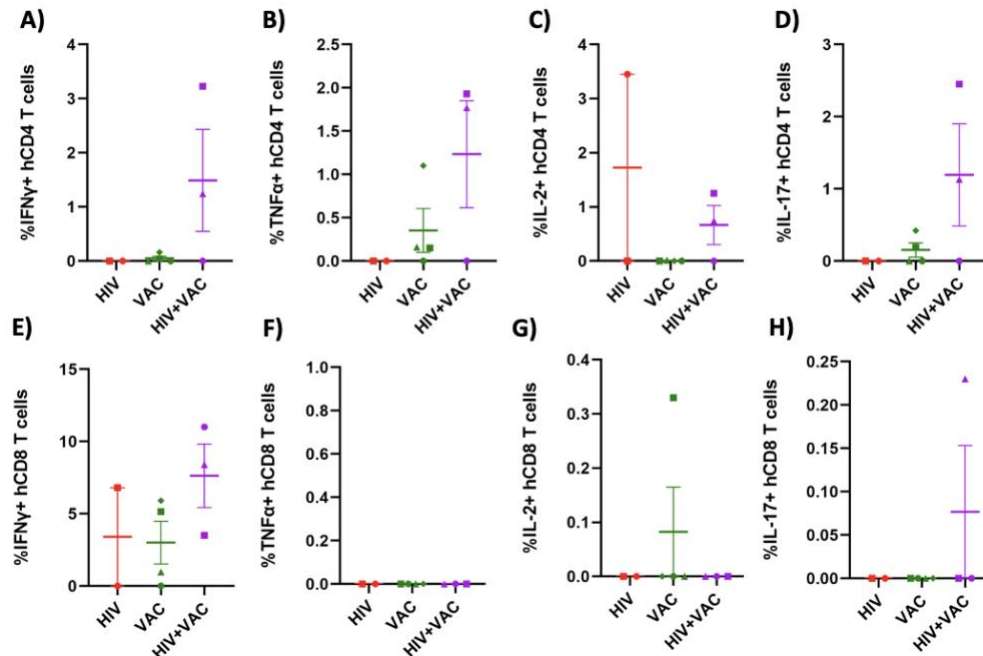 A)
%IFNγ+ hCD4 T cells
4
3
2
1
0
HIV
VAC
HIV+VAC
B)
%TNFα+ hCD4 T cells
2.5
2.0
1.5
1.0
0.5
0.0
HIV
VAC
HIV+VAC
C)
%IL-2+ hCD4 T cells
4
3
2
1
0
HIV
VAC
HIV+VAC
D)
%IL-17+ hCD4 T cells
3
2
1
0
HIV
VAC
HIV+VAC
E)
%IFNγ+ hCD8 T cells
15
10
5
0
HIV
VAC
HIV+VAC
F)
%TNFα+ hCD8 T cells
1.0
0.8
0.6
0.4
0.2
0.0
HIV
VAC
HIV+VAC
G)
%IL-2+ hCD8 T cells
0.4
0.3
0.2
0.1
0.0
HIV
VAC
HIV+VAC
H)
%IL-17+ hCD8 T cells
0.25
0.20
0.15
0.10
0.05
0.00
HIV
VAC
HIV+VAC